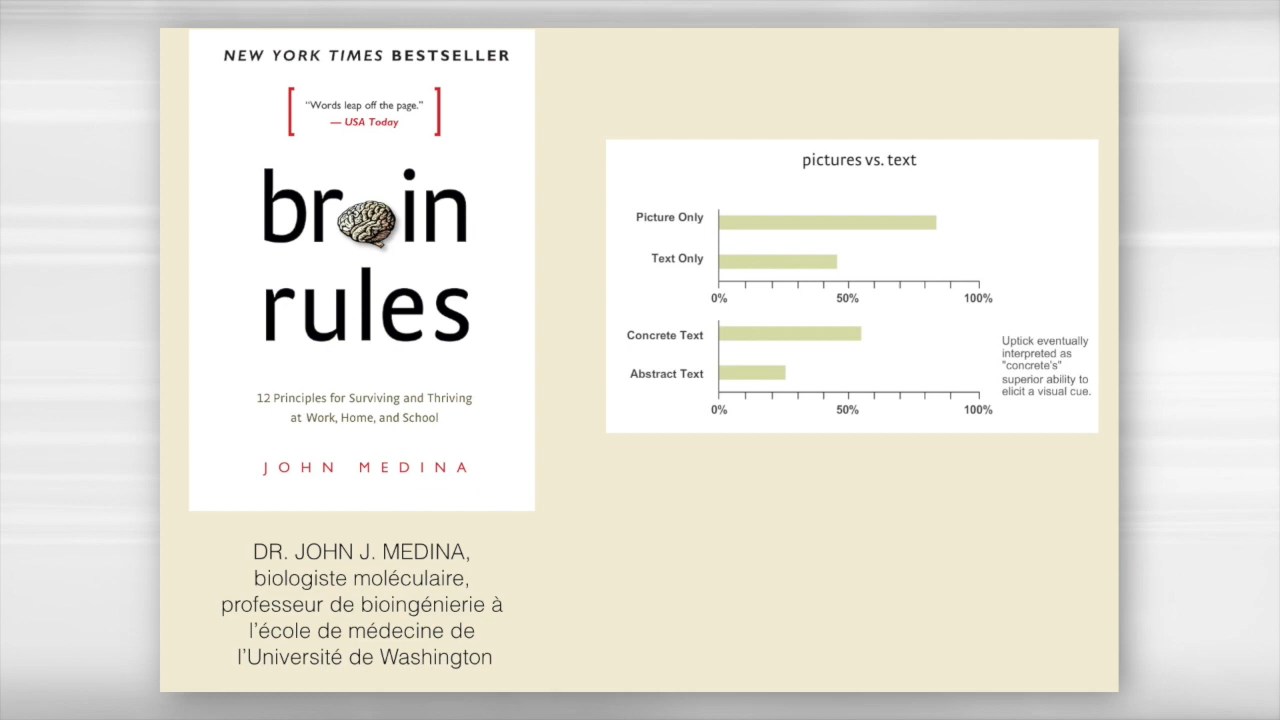 NEW YORK TIMES BESTSELLER
“Words leap off the page.”
— USA Today
brain
rules
12 Principles for Surviving and Thriving
at Work, Home, and School
JOHN MEDINA
DR. JOHN J. MEDINA,
biologiste moléculaire,
professeur de bioingénierie à
l’école de médecine de
l’Université de Washington
pictures vs. text
Picture Only
Text Only
0% 50% 100%
Concrete Text
Abstract Text
0% 50% 100%
Uptick eventually
interpreted as
"concrete's"
superior ability to
elicit a visual cue.